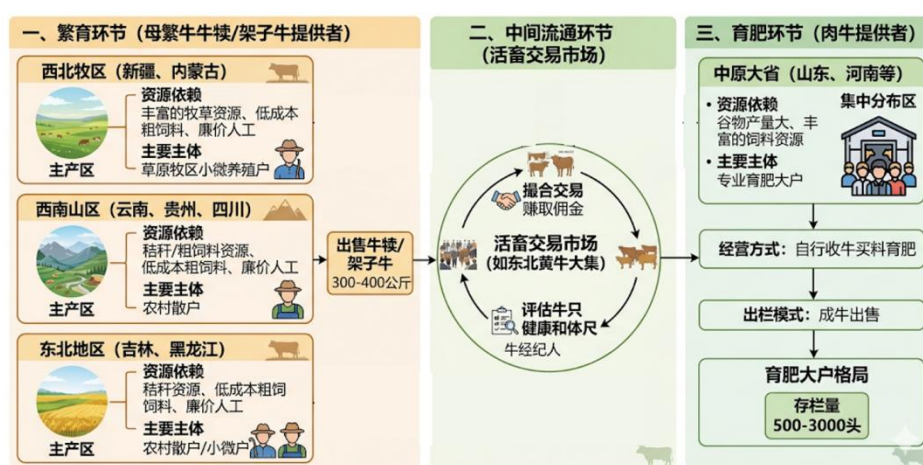 一、繁育环节（母繁牛牛犊/架子牛提供者）
西北牧区（新疆、内蒙古）
主产区
资源依赖
丰富的牧草资源、低成本
粗饲料、廉价人工
主要主体
草原牧区小微养殖户
西南山区（云南、贵州、四川）
主产区
资源依赖
秸秆/粗饲料资源、
低成本粗饲料、廉价人工
主要主体
农村散户
东北地区（吉林、黑龙江）
主产区
资源依赖
秸秆资源、低成本粗饲
饲料、廉价人工
主要主体
农村散户/小微户
出售牛犊/
架子牛
300-400公斤
二、中间流通环节
（活畜交易市场）
撮合交易
赚取佣金
活畜交易市场
（如东北黄牛大集）
评估牛只
健康和体尺
牛经纪人
三、育肥环节（肉牛提供者）
中原大省（山东、河南等）
• 资源依赖
谷物产量大、丰
富的饲料资源
• 主要主体
专业育肥大户
集中分布区
经营方式：自行收牛买料育肥
出栏模式：成牛出售
育肥大户格局
存栏量
500-3000头